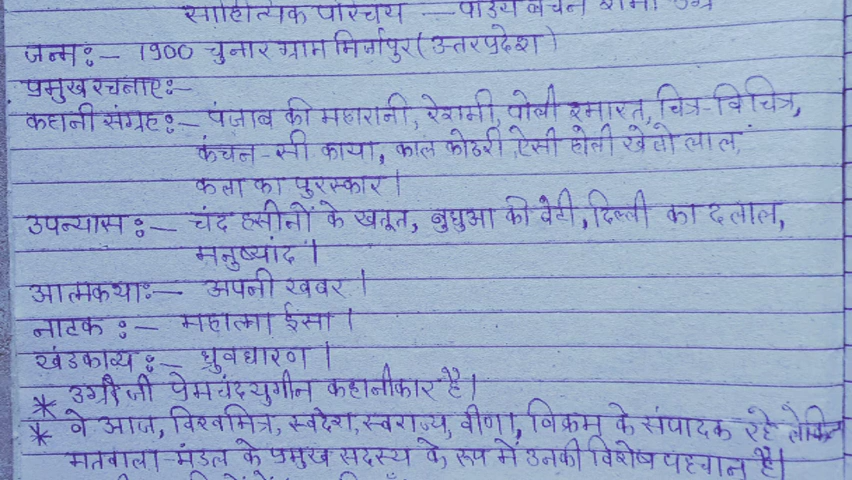 साहित्यिक परिचय — पाण्डेय बेचन शर्मा उग्र
जन्म :— 1900 चुनार ग्राम मिर्जापुर (उत्तरप्रदेश)
प्रमुख रचनाएं :—
कहानी संग्रह :— पंजाब की महारानी, रेशमी, पोली इमारत, चित्र-विचित्र,
कंचन-सी काया, काल कोठरी, ऐसी होली खेलो लाल,
कला का पुरस्कार।
उपन्यास :— चंद हसीनों के खतूत, बुधुआ की बेटी, दिल्ली का दलाल,
मनुष्यांद।
आत्मकथा :— अपनी खबर।
नाटक :— महात्मा ईसा।
खंडकाव्य :— ध्रुवधारण।
* उग्र जी प्रेमचंदयुगीन कहानीकार है।
* वे आज, विश्वमित्र, स्वदेश, स्वराज्य, वीणा, विक्रम के संपादक रहे लेकिन
मतवाला-मंडल के प्रमुख सदस्य के रूप में उनकी विशेष पहचान है।